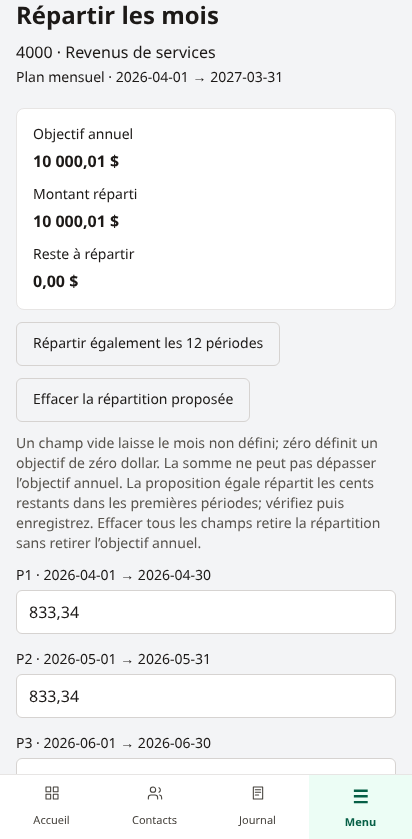 Répartir les mois
4000 · Revenus de services
Plan mensuel · 2026-04-01 → 2027-03-31
Objectif annuel
10 000,01 $
Montant réparti
10 000,01 $
Reste à répartir
0,00 $
Répartir également les 12 périodes
Effacer la répartition proposée
Un champ vide laisse le mois non défini; zéro définit un
objectif de zéro dollar. La somme ne peut pas dépasser
l’objectif annuel. La proposition égale répartit les cents
restants dans les premières périodes; vérifiez puis
enregistrez. Effacer tous les champs retire la répartition
sans retirer l’objectif annuel.
P1 · 2026-04-01 → 2026-04-30
833,34
P2 · 2026-05-01 → 2026-05-31
833,34
P3 · 2026-06-01 → 2026-06-30
Accueil
Contacts
Journal
Menu